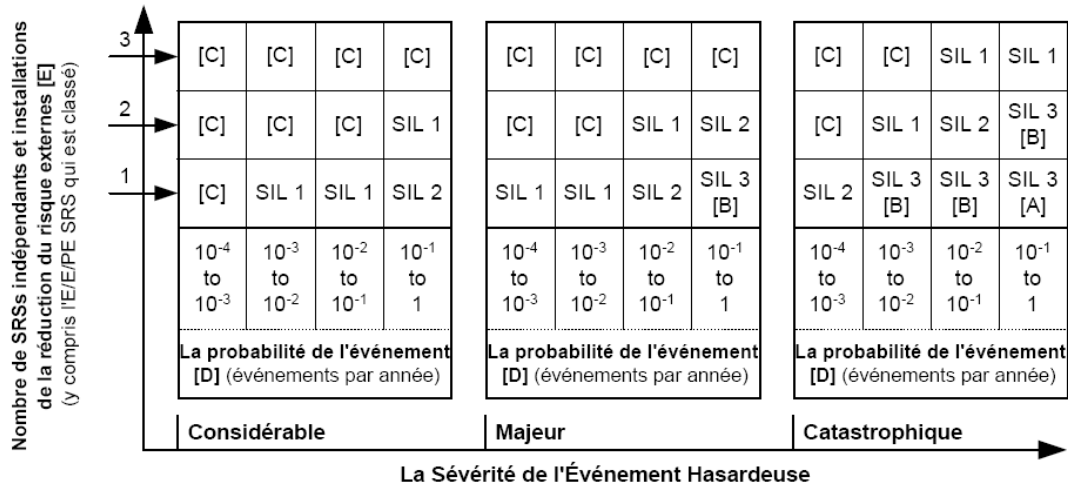 Nombre de SRSs indépendants et installations
de la réduction du risque externes [E]
(y compris l'E/E/PE SRS qui est classé)
3
[C] [C] [C] [C] [C] [C] [C] [C] [C] [C] SIL 1 SIL 1
2
[C] [C] [C] SIL 1 [C] [C] SIL 1 SIL 2 [C] SIL 1 SIL 2 SIL 3 [B]
1
[C] SIL 1 SIL 1 SIL 2 SIL 1 SIL 1 SIL 2 SIL 3 [B] SIL 2 SIL 3 [B] SIL 3 [B] SIL 3 [A]
10⁻⁴ 10⁻³ 10⁻² 10⁻¹ 10⁻⁴ 10⁻³ 10⁻² 10⁻¹ 10⁻⁴ 10⁻³ 10⁻² 10⁻¹
to to to to to to to to to to to to
10⁻³ 10⁻² 10⁻¹ 1 10⁻³ 10⁻² 10⁻¹ 1 10⁻³ 10⁻² 10⁻¹ 1
La probabilité de l'événement La probabilité de l'événement La probabilité de l'événement
[D] (événements par année) [D] (événements par année) [D] (événements par année)
Considérable Majeur Catastrophique
La Sévérité de l'Événement Hasardeuse